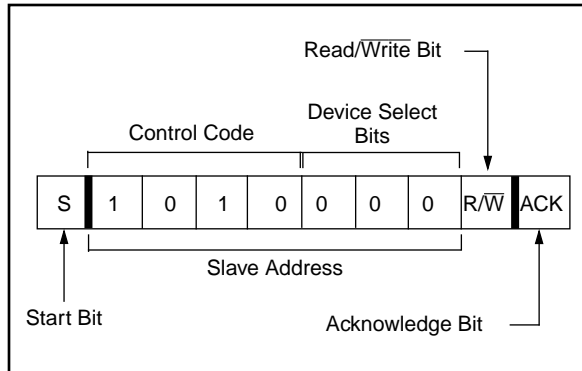 Read/Write Bit
Device Select
Bits
Control Code
S 1 0 1 0 0 0 0 R/W ACK
Slave Address
Start Bit
Acknowledge Bit